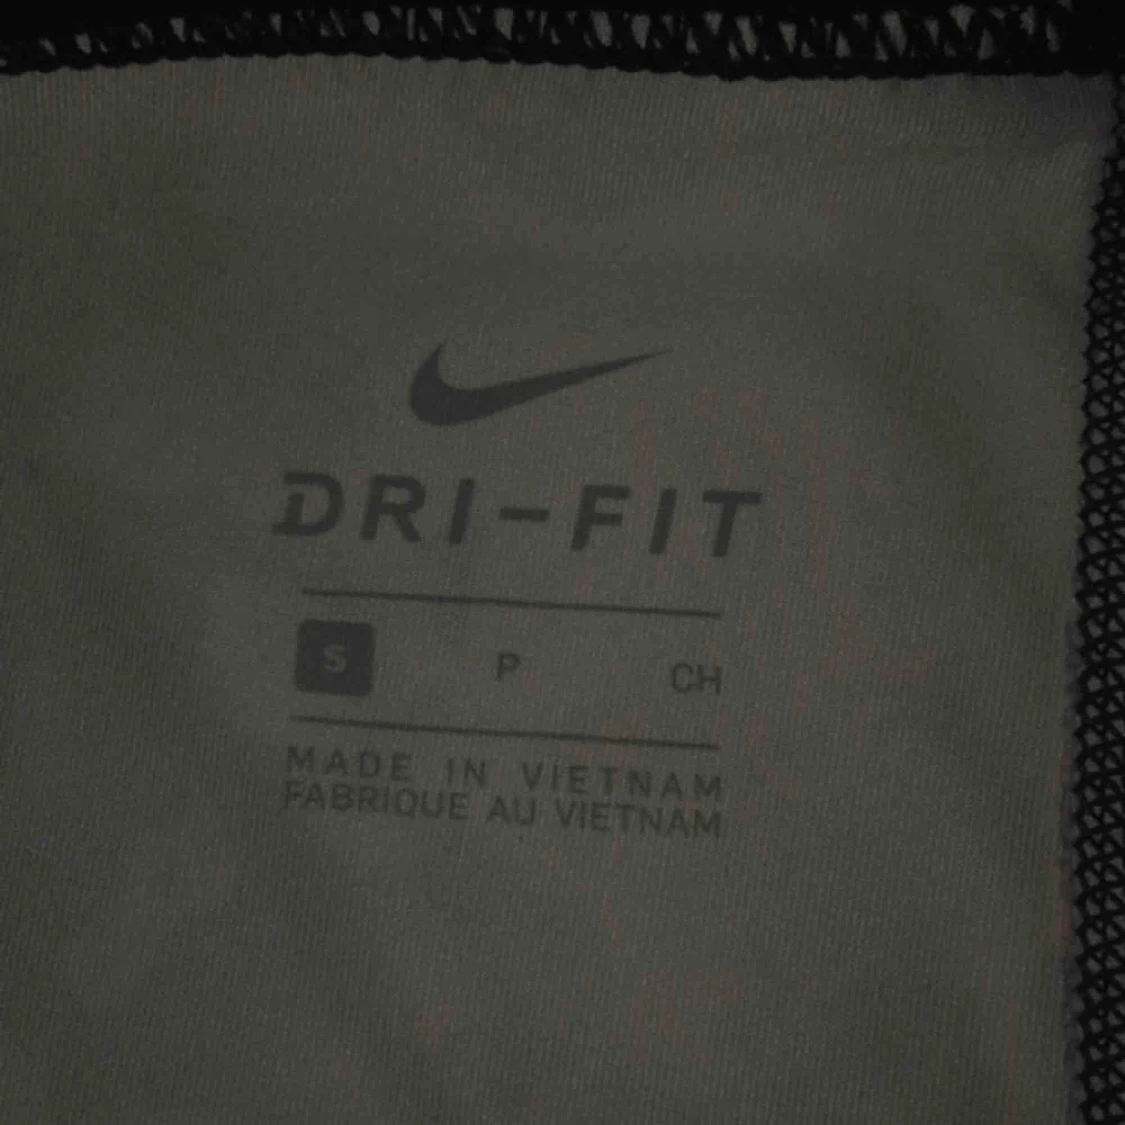 DRI-FIT
S P CH
MADE IN VIETNAM
FABRIQUE AU VIETNAM